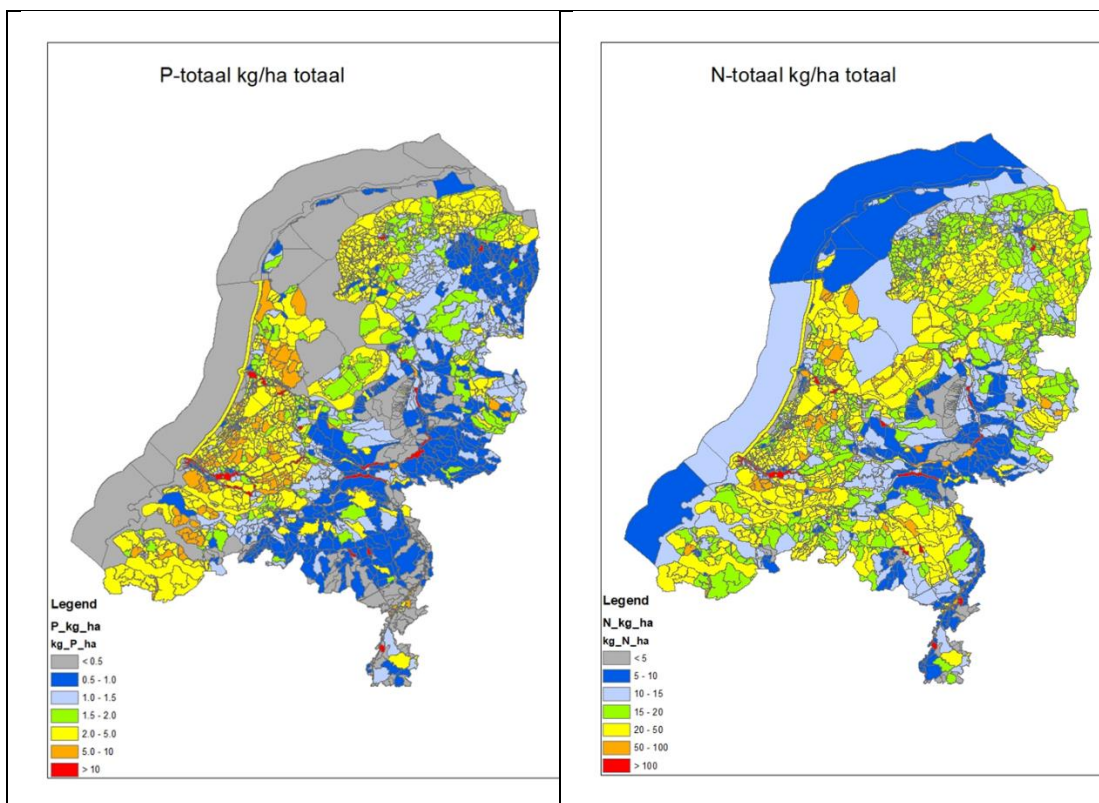 P-totaal kg/ha totaal
Legend
P_kg_ha
kg_P_ha
< 0.5
0.5 - 1.0
1.0 - 1.5
1.5 - 2.0
2.0 - 5.0
5.0 - 10
> 10
N-totaal kg/ha totaal
Legend
N_kg_ha
kg_N_ha
< 5
5 - 10
10 - 15
15 - 20
20 - 50
50 - 100
> 100